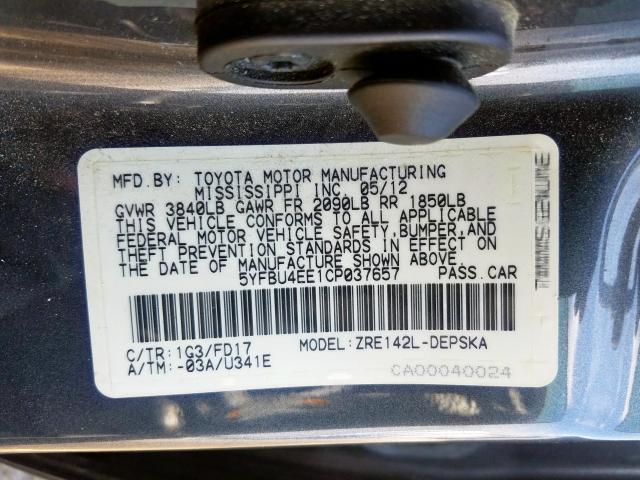 MFD.BY: TOYOTA MOTOR MANUFACTURING
MISSISSIPPI INC. 05/12
GVWR 3840LB GAWR FR 2090LB RR 1850LB
THIS VEHICLE CONFORMS TO ALL APPLICABLE
FEDERAL MOTOR VEHICLE SAFETY,BUMPER,AND
THEFT PREVENTION STANDARDS IN EFFECT ON
THE DATE OF MANUFACTURE SHOWN ABOVE.
5YFBU4EE1CP037657 PASS.CAR
C/TR:1G3/FD17 MODEL:ZRE142L-DEPSKA
A/TM:-03A/U341E
CA00040024